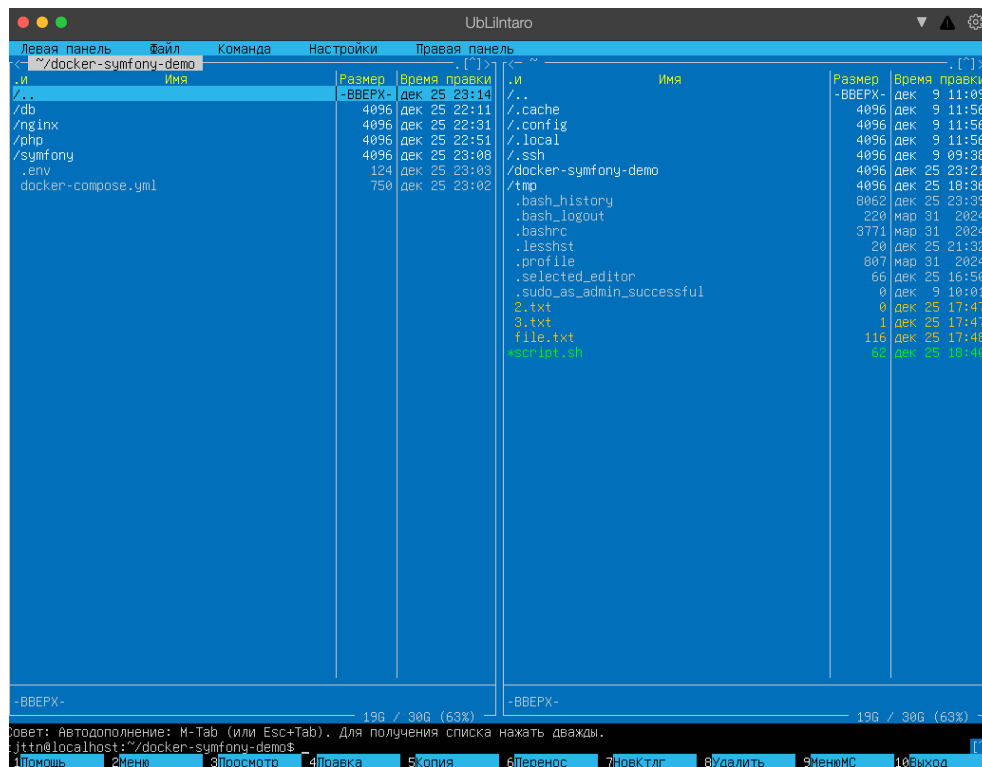 UbLiIntaro
Левая панель Файл Команда Настройки Правая панель
<─ ~/docker-symfony-demo .[^]>
.и Имя Размер Время правки
/.. -ВВЕРХ- дек 25 23:14
/db 4096 дек 25 22:11
/nginx 4096 дек 25 22:31
/php 4096 дек 25 22:51
/symfony 4096 дек 25 23:08
.env 124 дек 25 23:03
docker-compose.yml 750 дек 25 23:02
-ВВЕРХ-
19G / 30G (63%)
<─ ~ .[^]>
.и Имя Размер Время правки
/.. -ВВЕРХ- дек 9 11:09
/.cache 4096 дек 9 11:56
/.config 4096 дек 9 11:56
/.local 4096 дек 9 11:56
/.ssh 4096 дек 9 09:38
/docker-symfony-demo 4096 дек 25 23:21
/tmp 4096 дек 25 18:36
.bash_history 8062 дек 25 23:39
.bash_logout 220 мар 31 2024
.bashrc 3771 мар 31 2024
.lesshst 20 дек 25 21:32
.profile 807 мар 31 2024
.selected_editor 66 дек 25 16:50
.sudo_as_admin_successful 0 дек 9 10:01
2.txt 0 дек 25 17:47
3.txt 1 дек 25 17:47
file.txt 116 дек 25 17:48
*script.sh 62 дек 25 18:40
-ВВЕРХ-
19G / 30G (63%)
Совет: Автодополнение: M-Tab (или Esc+Tab). Для получения списка нажать дважды.
jttn@localhost:~/docker-symfony-demo$ _ [^
1Помощь 2Меню 3Просмотр 4Правка 5Копия 6Перенос 7НовКтлг 8Удалить 9МенюMC 10Выход